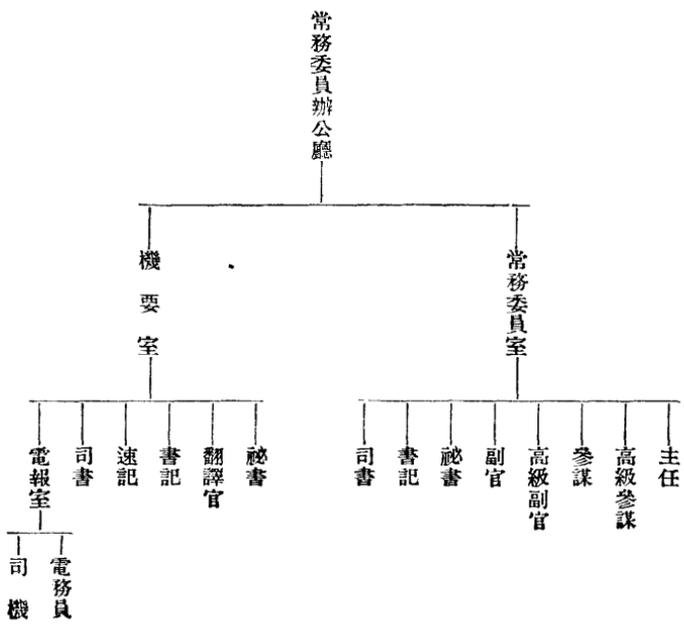 常務委員辦公廳
常務委員室
主任
高級參謀
參謀
高級副官
副官
祕書
書記
司書
機要室
祕書
翻譯官
書記
速記
司書
電報室
電務員
司機